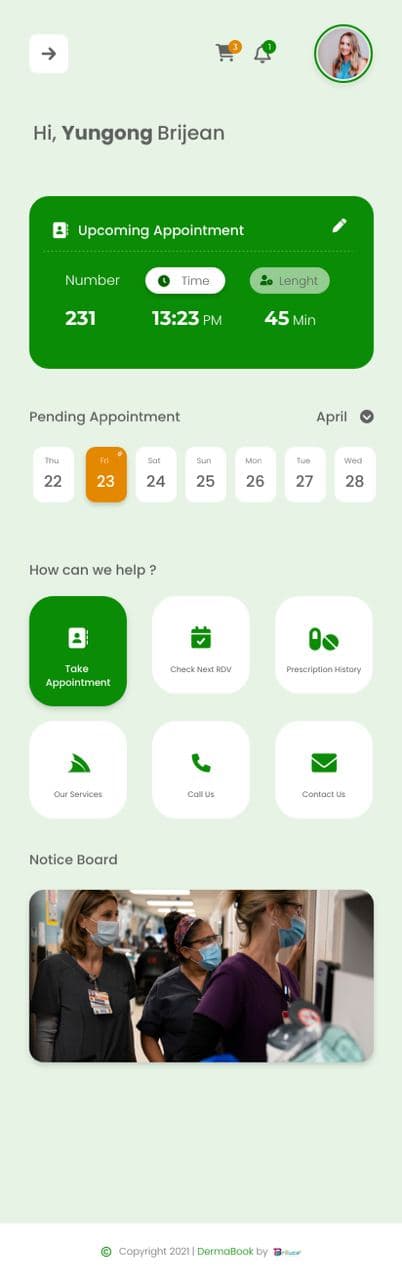 3
1
Hi, Yungong Brijean
Upcoming Appointment
Number Time Lenght
231 13:23 PM 45 Min
Pending Appointment April
Thu Fri Sat Sun Mon Tue Wed
22 23 24 25 26 27 28
How can we help ?
Take
Appointment
Check Next RDV
Prescription History
Our Services
Call Us
Contact Us
Notice Board
© Copyright 2021 | DermaBook by